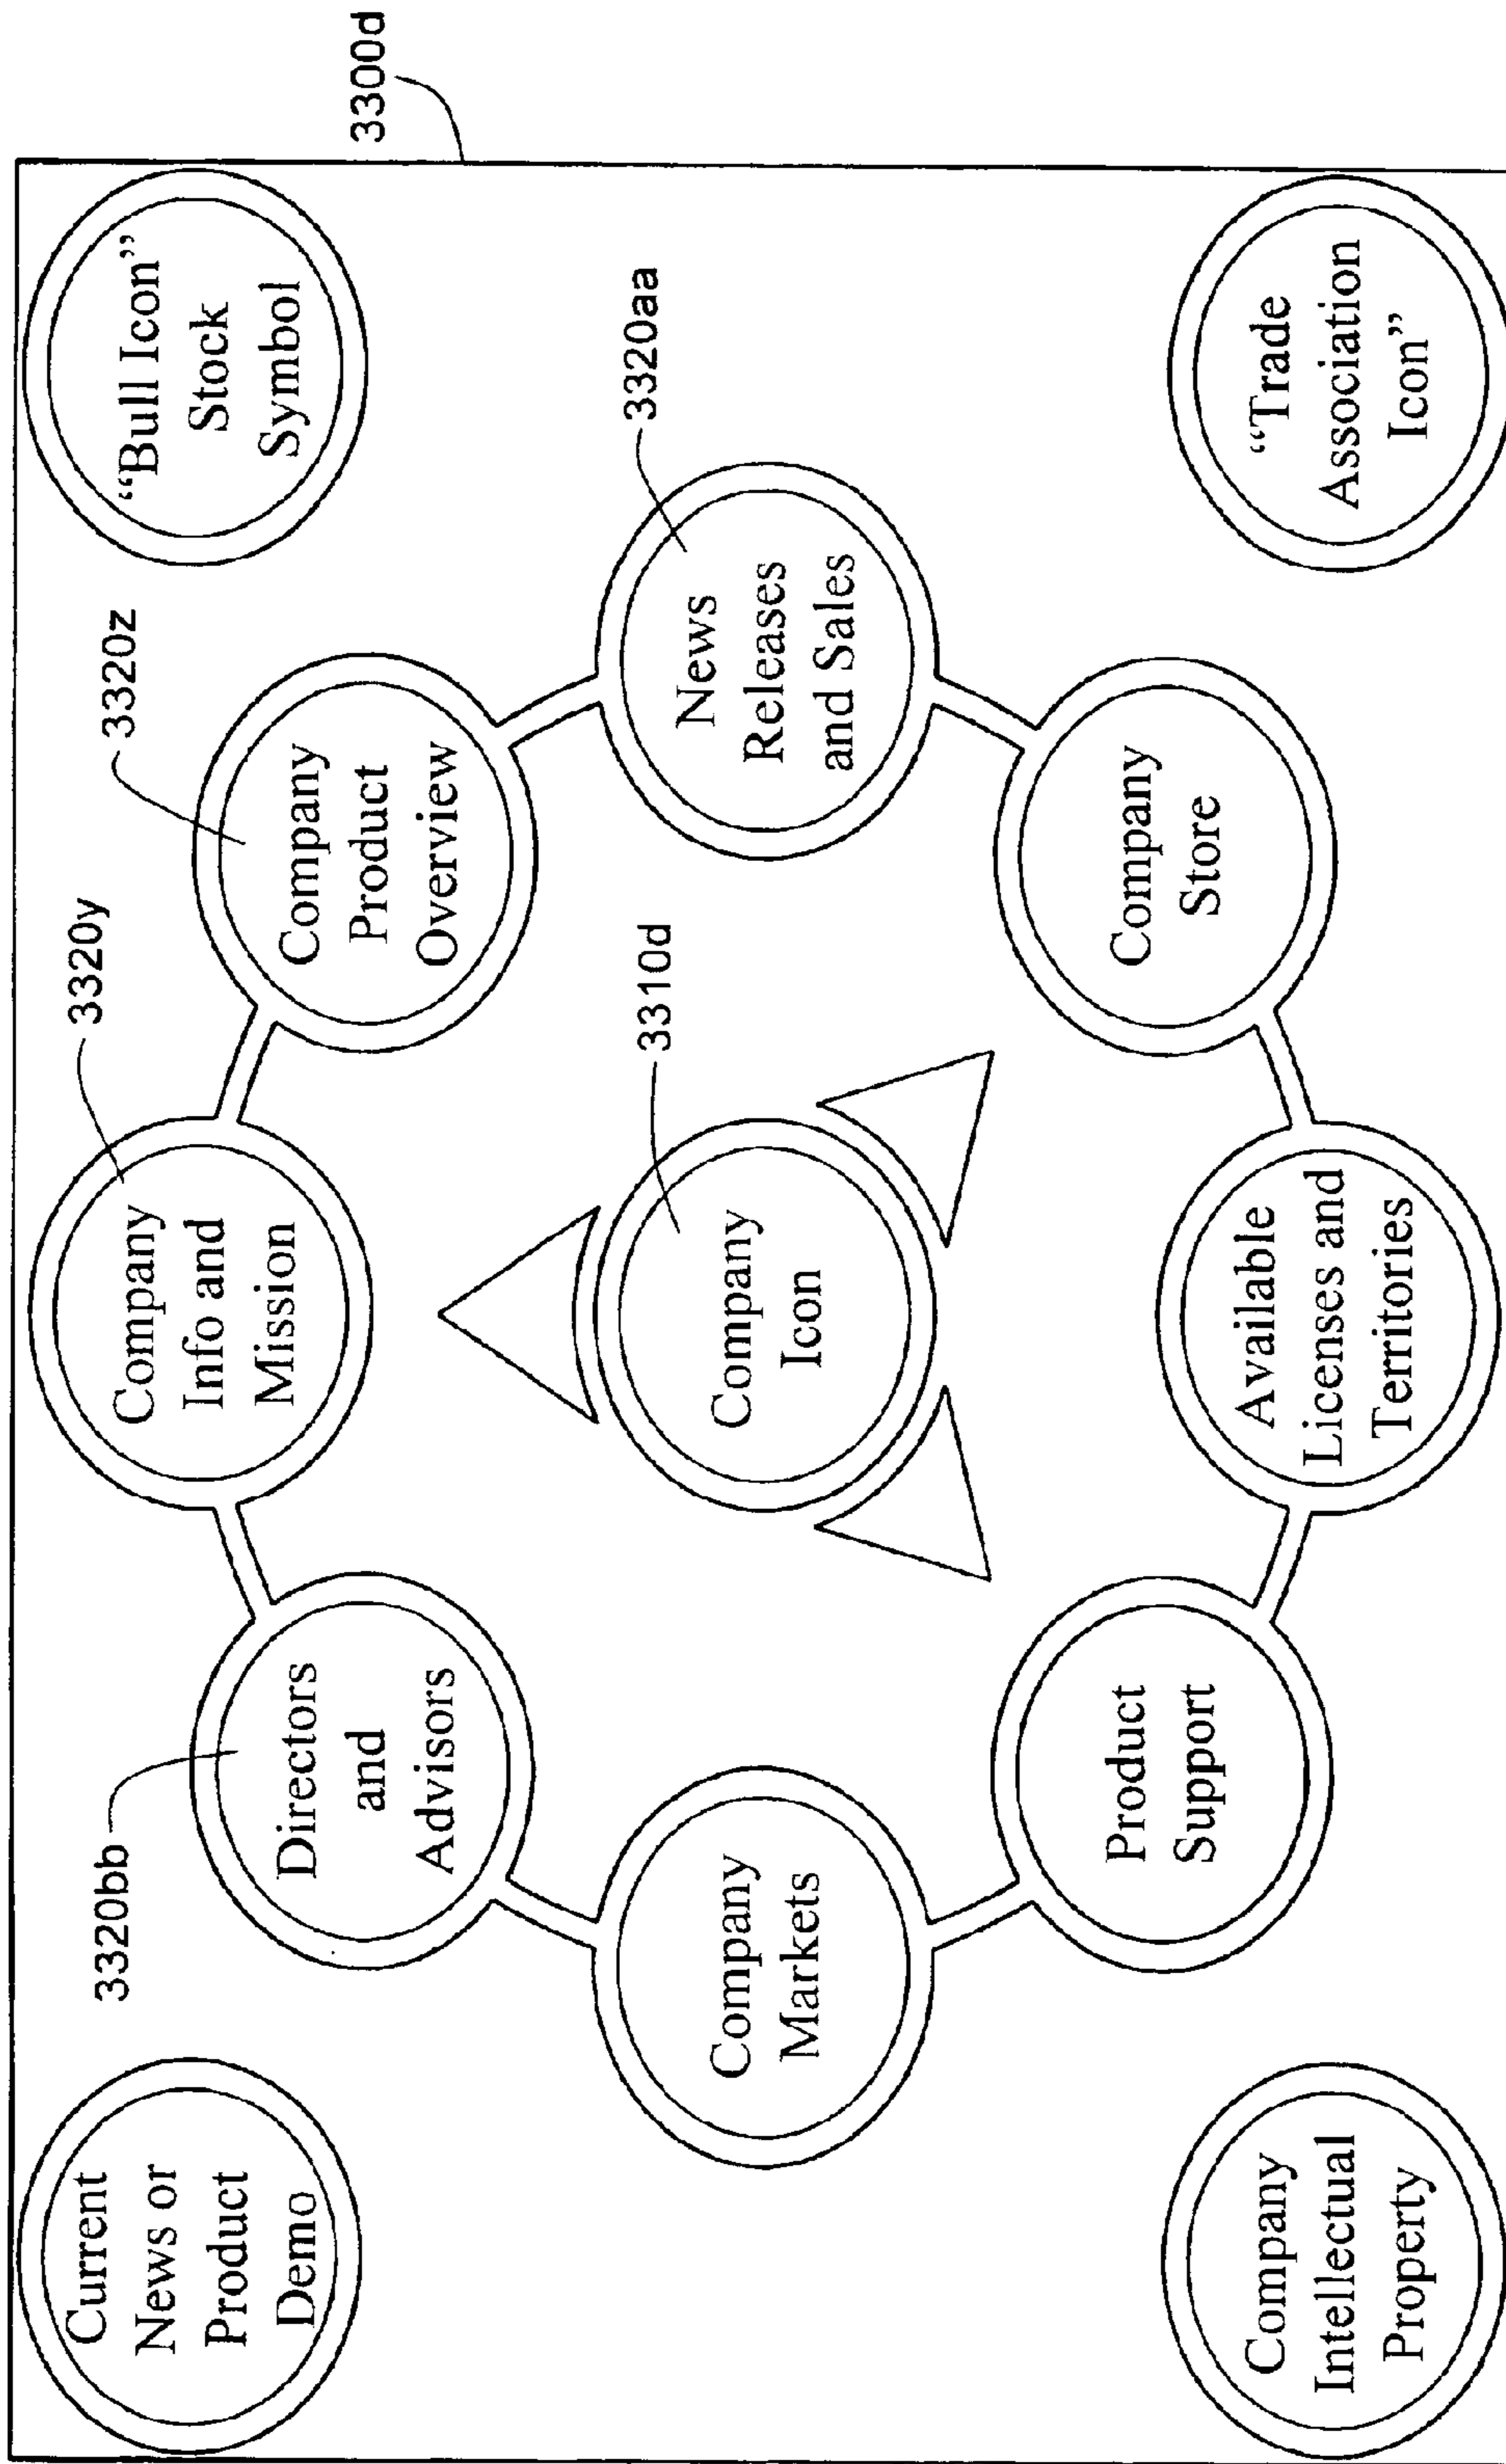 3300d
Current
News or
Product
Demo
3320bb
Directors
and
Advisors
3320y
Company
Info and
Mission
3320z
Company
Product
Overview
“Bull Icon”
Stock
Symbol
Company
Markets
3310d
Company
Icon
3320aa
News
Releases
and Sales
Company
Intellectual
Property
Product
Support
Available
Licenses and
Territories
Company
Store
“Trade
Association
Icon”